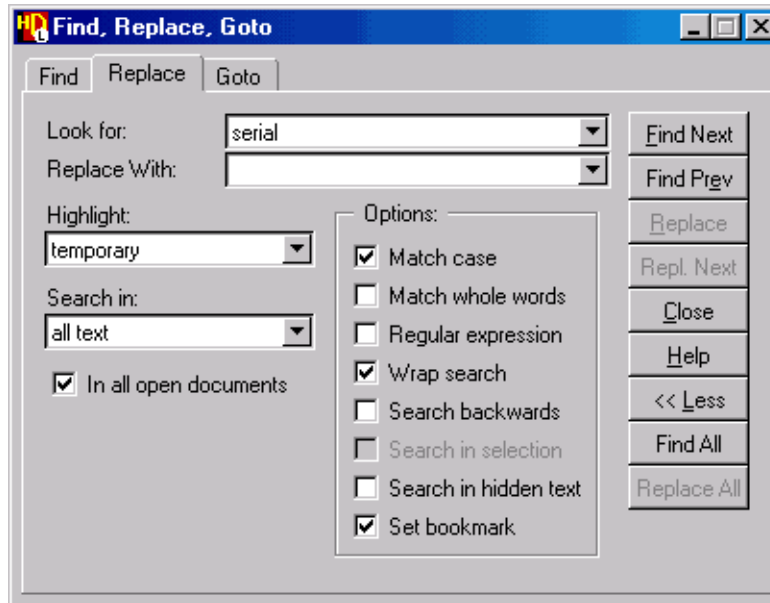 HDL Find, Replace, Goto
Find Replace Goto
Look for: serial
Replace With:
Highlight:
temporary
Search in:
all text
In all open documents
Options:
Match case
Match whole words
Regular expression
Wrap search
Search backwards
Search in selection
Search in hidden text
Set bookmark
Find Next
Find Prev
Replace
Repl. Next
Close
Help
<< Less
Find All
Replace All